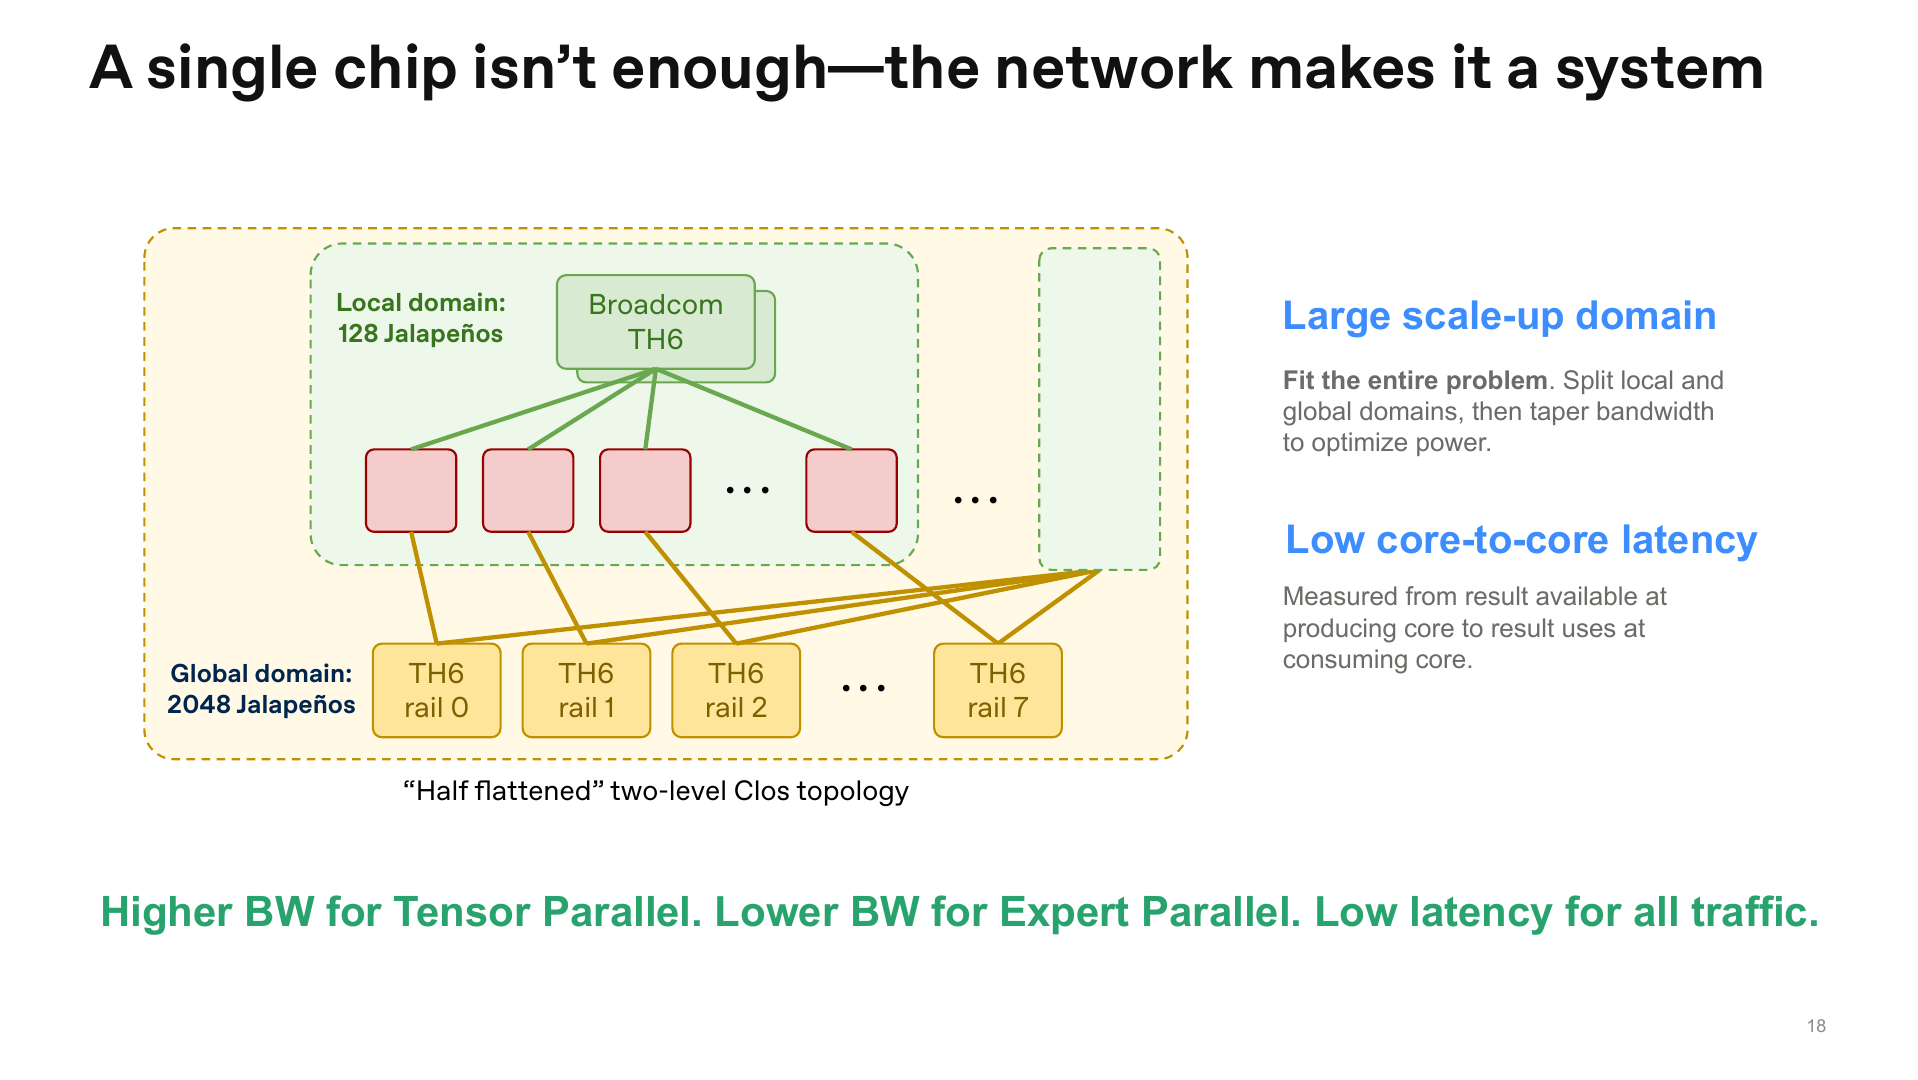 A single chip isn’t enough—the network makes it a system
Local domain:
128 Jalapeños
Broadcom
TH6
Global domain:
2048 Jalapeños
TH6
rail 0
TH6
rail 1
TH6
rail 2
TH6
rail 7
“Half flattened” two-level Clos topology
Large scale-up domain
Fit the entire problem. Split local and
global domains, then taper bandwidth
to optimize power.
Low core-to-core latency
Measured from result available at
producing core to result uses at
consuming core.
Higher BW for Tensor Parallel. Lower BW for Expert Parallel. Low latency for all traffic.
18